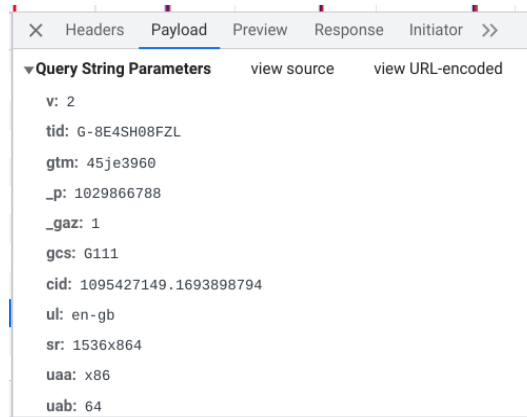 Headers Payload Preview Response Initiator
Query String Parameters view source view URL-encoded
v: 2
tid: G-8E4SH08FZL
gtm: 45je3960
_p: 1029866788
_gaz: 1
gcs: G111
cid: 1095427149.1693898794
ul: en-gb
sr: 1536x864
uaa: x86
uab: 64